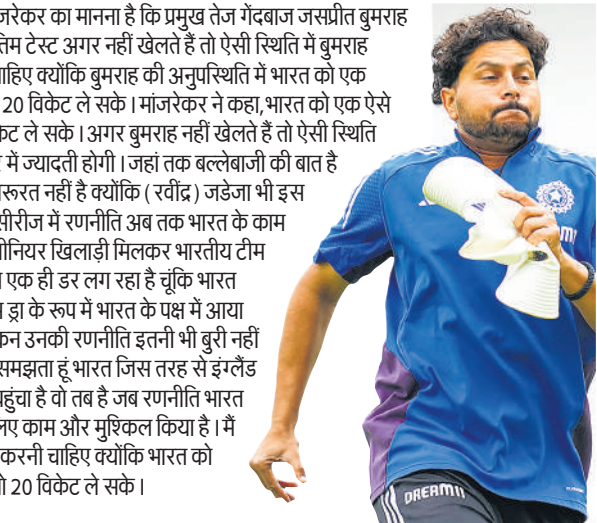 जरेकर का मानना है कि प्रमुख तेज गेंदबाज जसप्रीत बुमराह
तिम टेस्ट अगर नहीं खेलते हैं तो ऐसी स्थिति में बुमराह
ाहिए क्योंकि बुमराह की अनुपस्थिति में भारत को एक
20 विकेट ले सके। मांजरेकर ने कहा,भारत को एक ऐसे
केट ले सके। अगर बुमराह नहीं खेलते हैं तो ऐसी स्थिति
र में ज्यादती होगी। जहां तक बल्लेबाजी की बात है
रूरत नहीं है क्योंकि ( रवींद्र ) जडेजा भी इस
सीरीज में रणनीति अब तक भारत के काम
ीनियर खिलाड़ी मिलकर भारतीय टीम
एक ही डर लग रहा है चूंकि भारत
ड्रा के रूप में भारत के पक्ष में आया
कन उनकी रणनीति इतनी भी बुरी नहीं
समझता हूं भारत जिस तरह से इंग्लैंड
हुंचा है वो तब है जब रणनीति भारत
लए काम और मुश्किल किया है। मैं
करनी चाहिए क्योंकि भारत को
ो 20 विकेट ले सके।
DREAM11